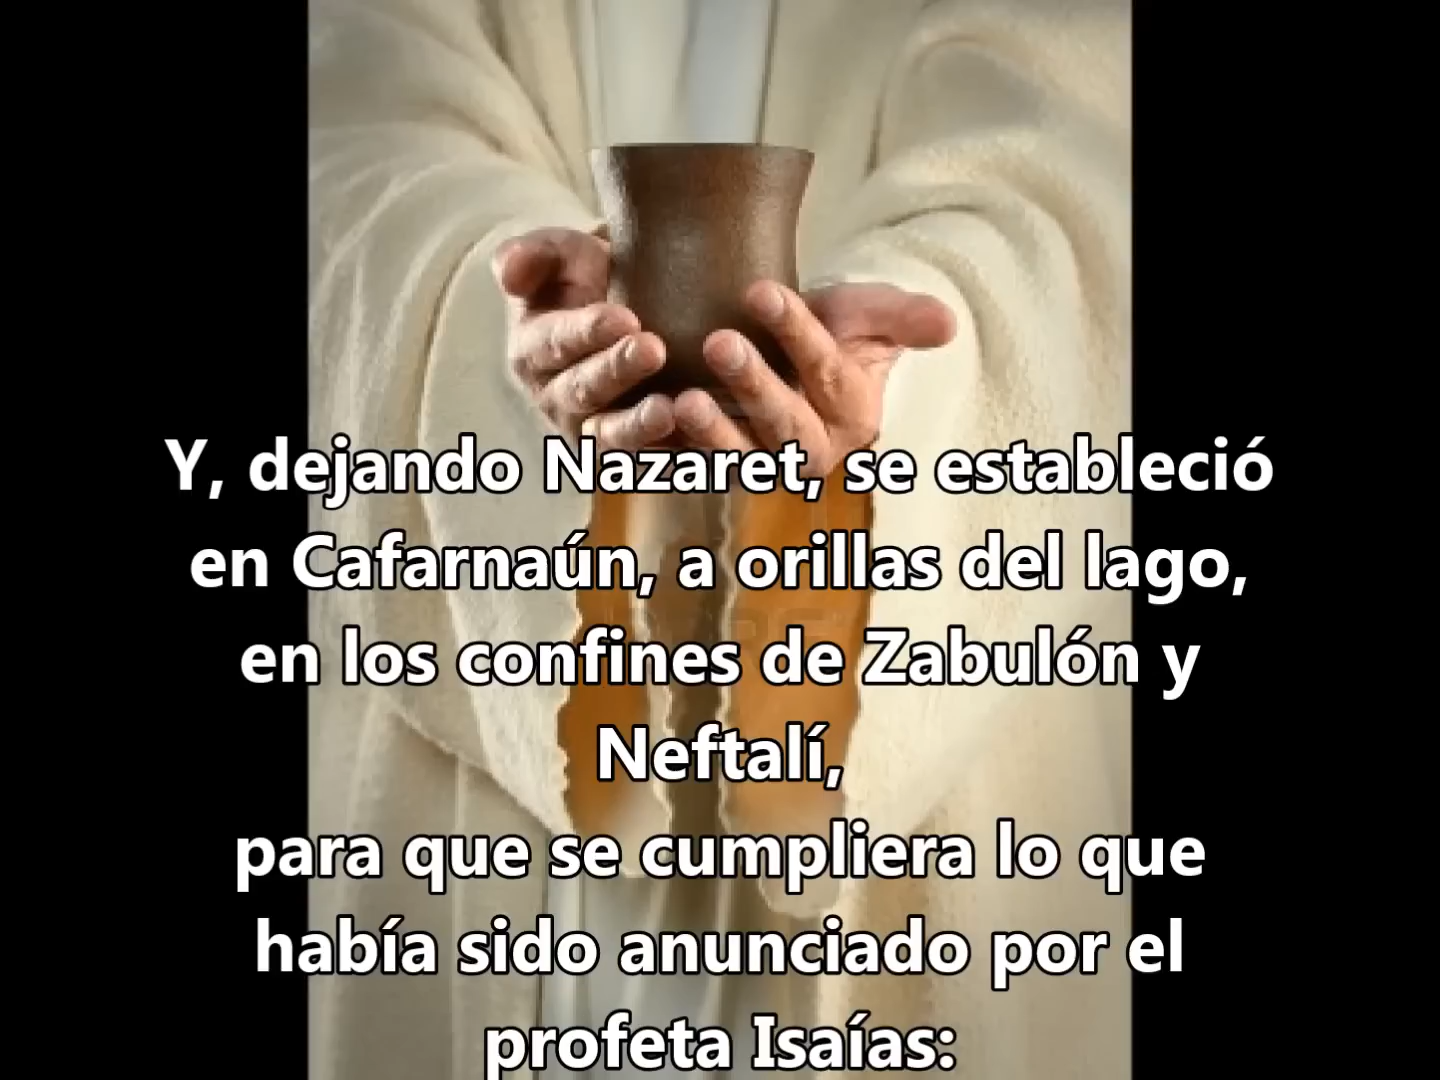 Y, dejando Nazaret, se estableció
en Cafarnaún, a orillas del lago,
en los confines de Zabulón y
Neftalí,
para que se cumpliera lo que
había sido anunciado por el
profeta Isaías: